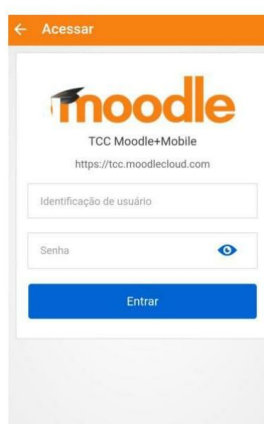 Acessar
moodle
TCC Moodle+Mobile
https://tcc.moodlecloud.com
Identificação de usuário
Senha
Entrar